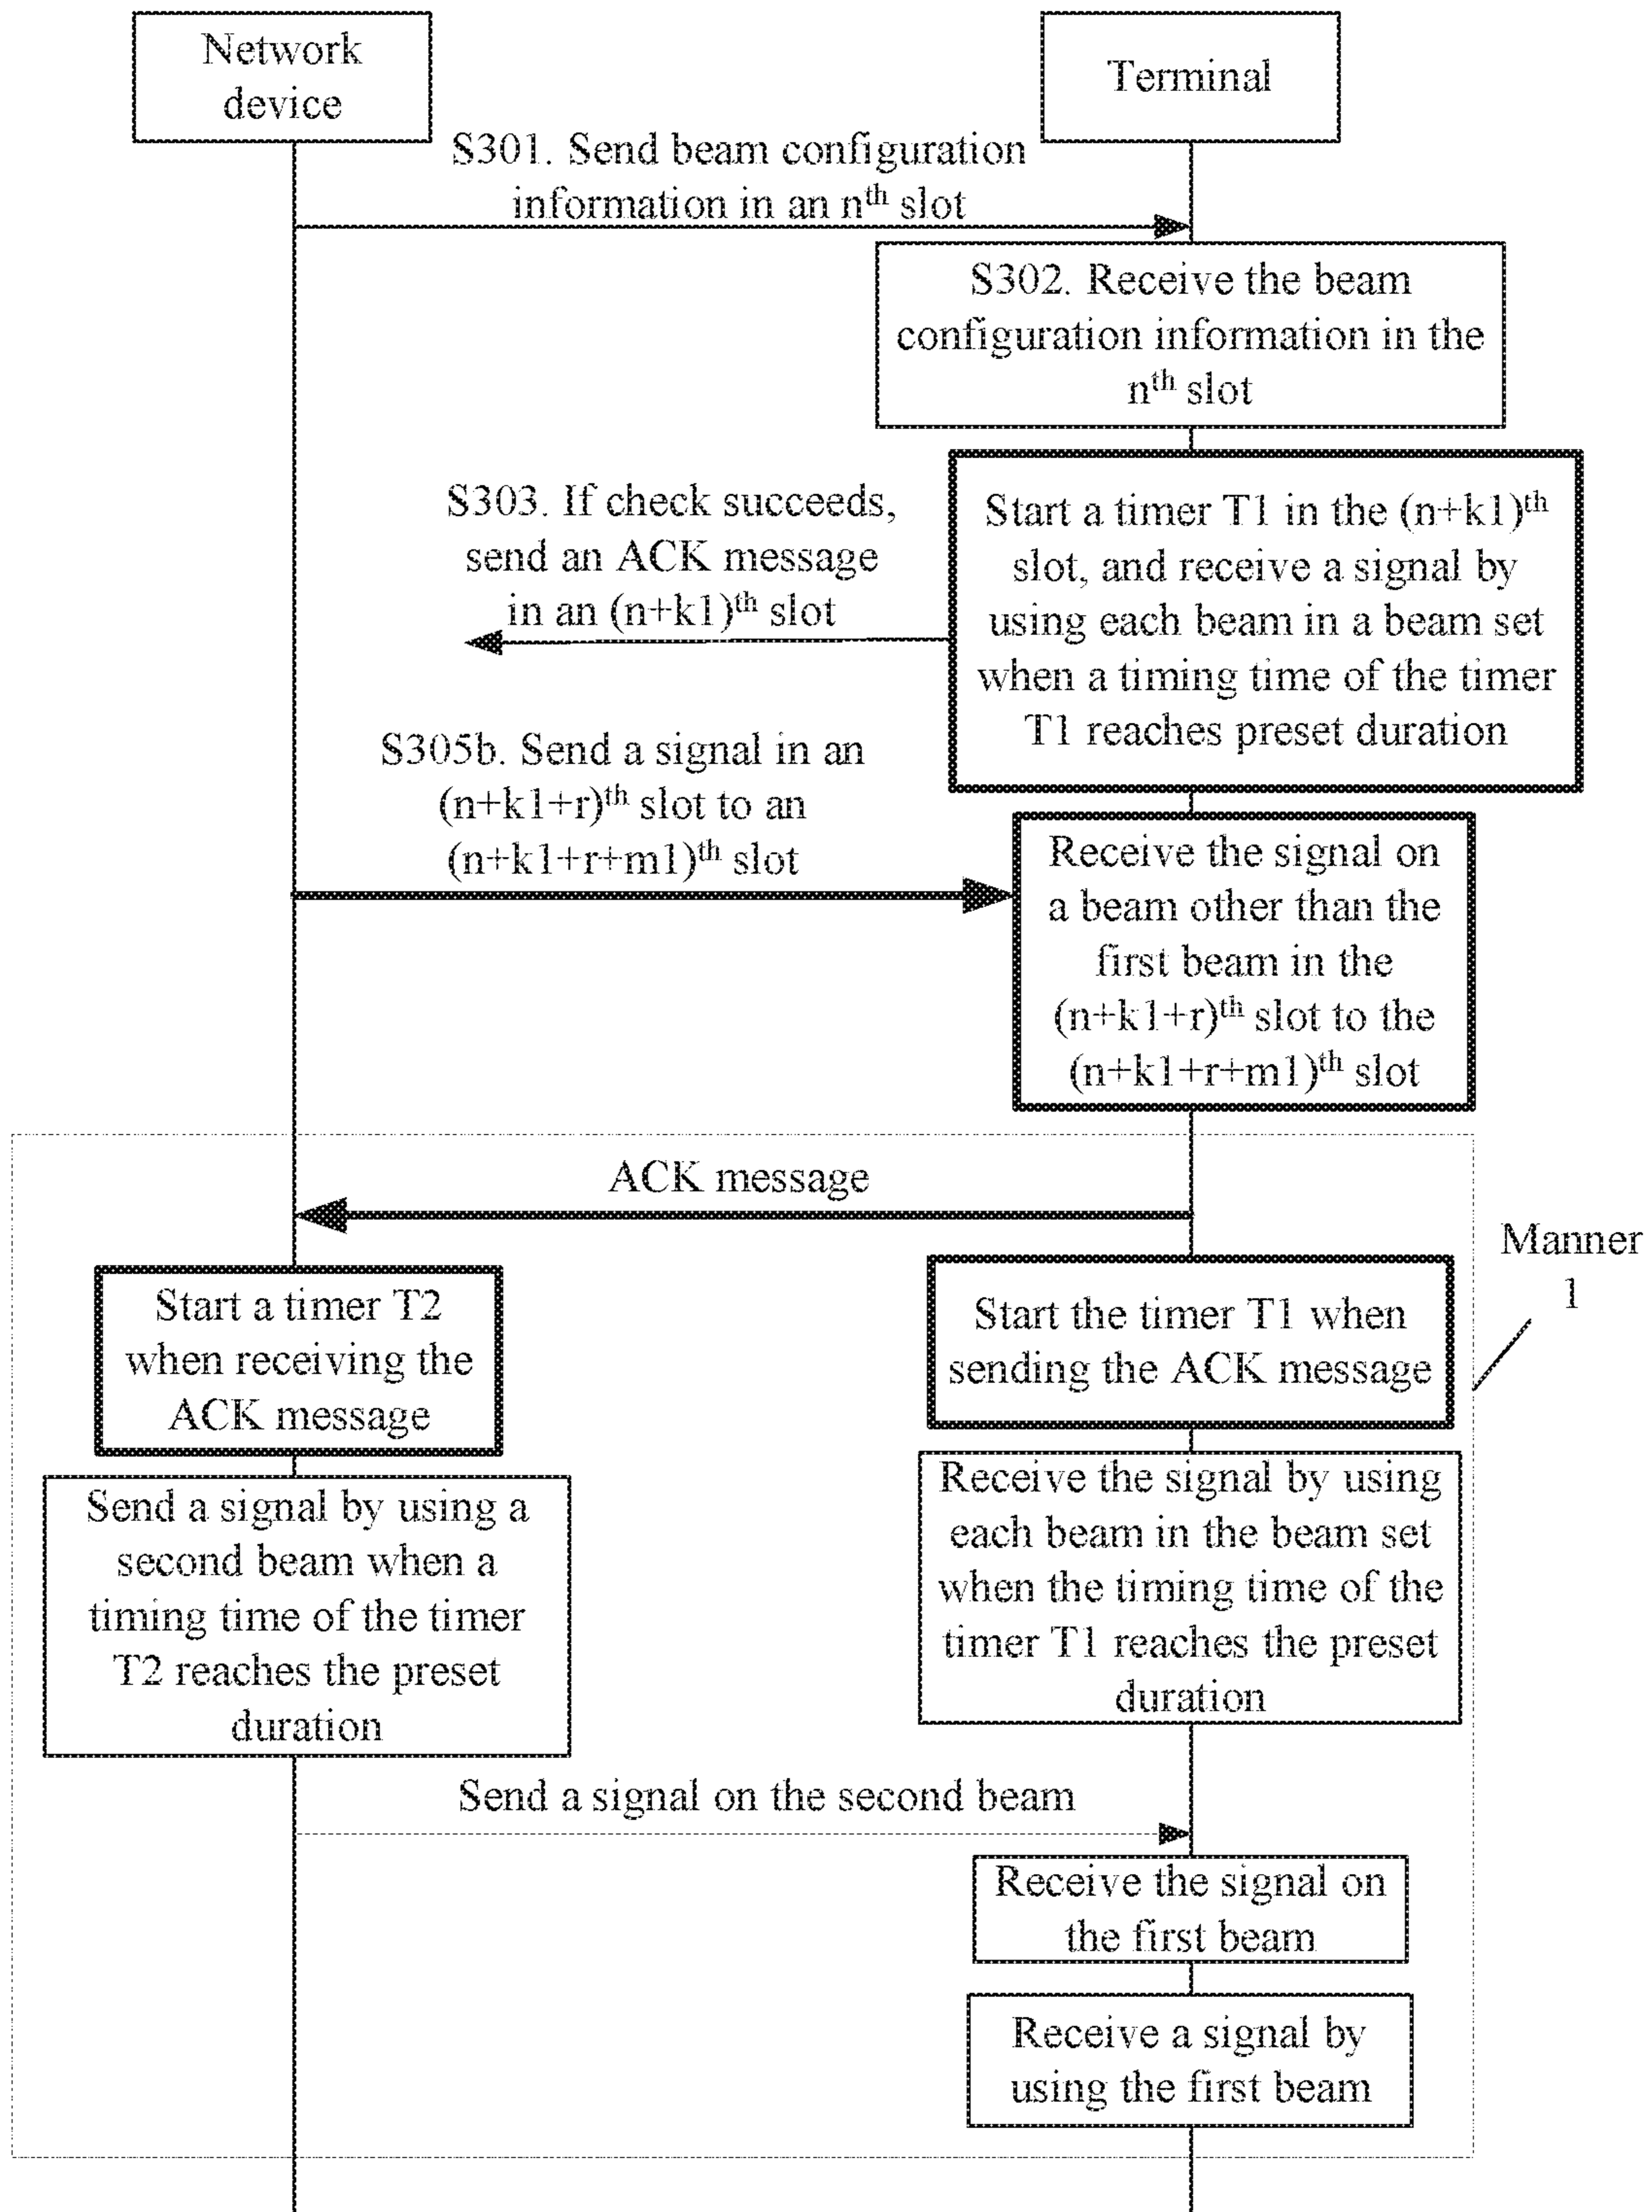 Network
device
Terminal
S301. Send beam configuration
information in an nth slot
S302. Receive the beam
configuration information in the
nth slot
S303. If check succeeds,
send an ACK message
in an (n+k1)th slot
Start a timer T1 in the (n+k1)th
slot, and receive a signal by
using each beam in a beam set
when a timing time of the timer
T1 reaches preset duration
S305b. Send a signal in an
(n+k1+r)th slot to an
(n+k1+r+m1)th slot
Receive the signal on
a beam other than the
first beam in the
(n+k1+r)th slot to the
(n+k1+r+m1)th slot
ACK message
Manner
1
Start a timer T2
when receiving the
ACK message
Start the timer T1 when
sending the ACK message
Send a signal by using a
second beam when a
timing time of the timer
T2 reaches the preset
duration
Receive the signal by using
each beam in the beam set
when the timing time of the
timer T1 reaches the preset
duration
Send a signal on the second beam
Receive the signal on
the first beam
Receive a signal by
using the first beam